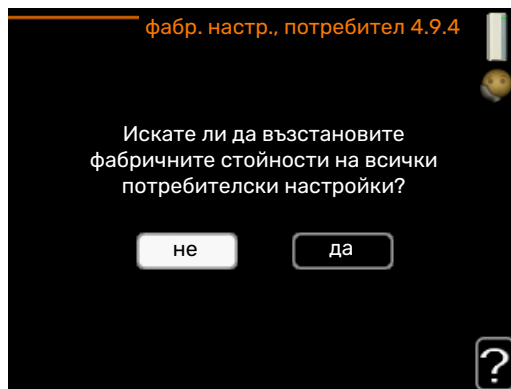 фабр. настр., потребител 4.9.4
Искате ли да възстановите
фабричните стойности на всички
потребителски настройки?
не
да
?